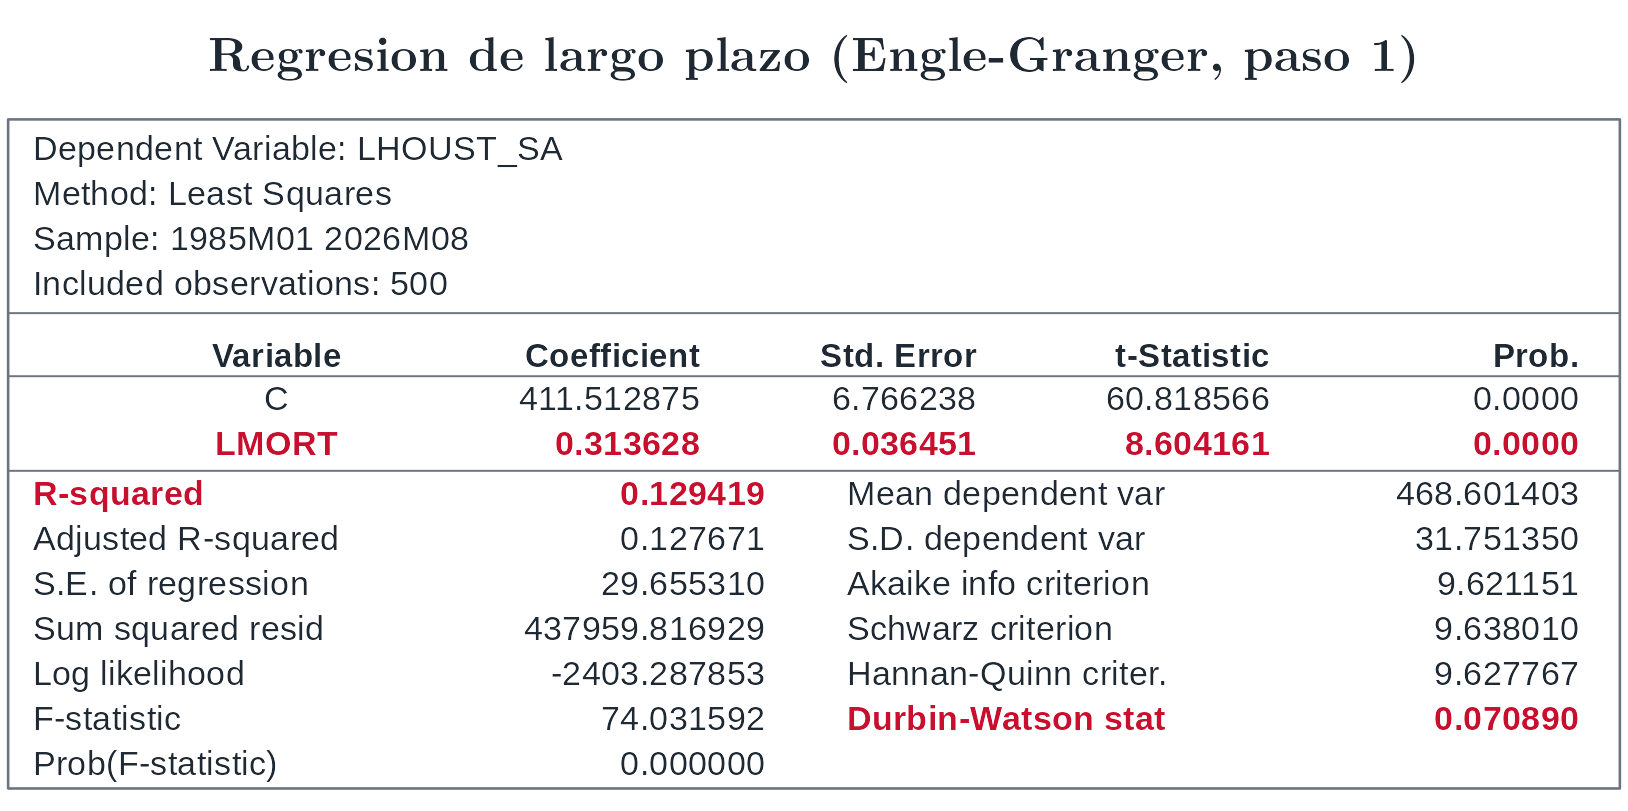 Regresion de largo plazo (Engle-Granger, paso 1)
Dependent Variable: LHOUST_SA
Method: Least Squares
Sample: 1985M01 2026M08
Included observations: 500
Variable Coefficient Std. Error t-Statistic Prob.
C 411.512875 6.766238 60.818566 0.0000
LMORT 0.313628 0.036451 8.604161 0.0000
R-squared 0.129419 Mean dependent var 468.601403
Adjusted R-squared 0.127671 S.D. dependent var 31.751350
S.E. of regression 29.655310 Akaike info criterion 9.621151
Sum squared resid 437959.816929 Schwarz criterion 9.638010
Log likelihood -2403.287853 Hannan-Quinn criter. 9.627767
F-statistic 74.031592 Durbin-Watson stat 0.070890
Prob(F-statistic) 0.000000